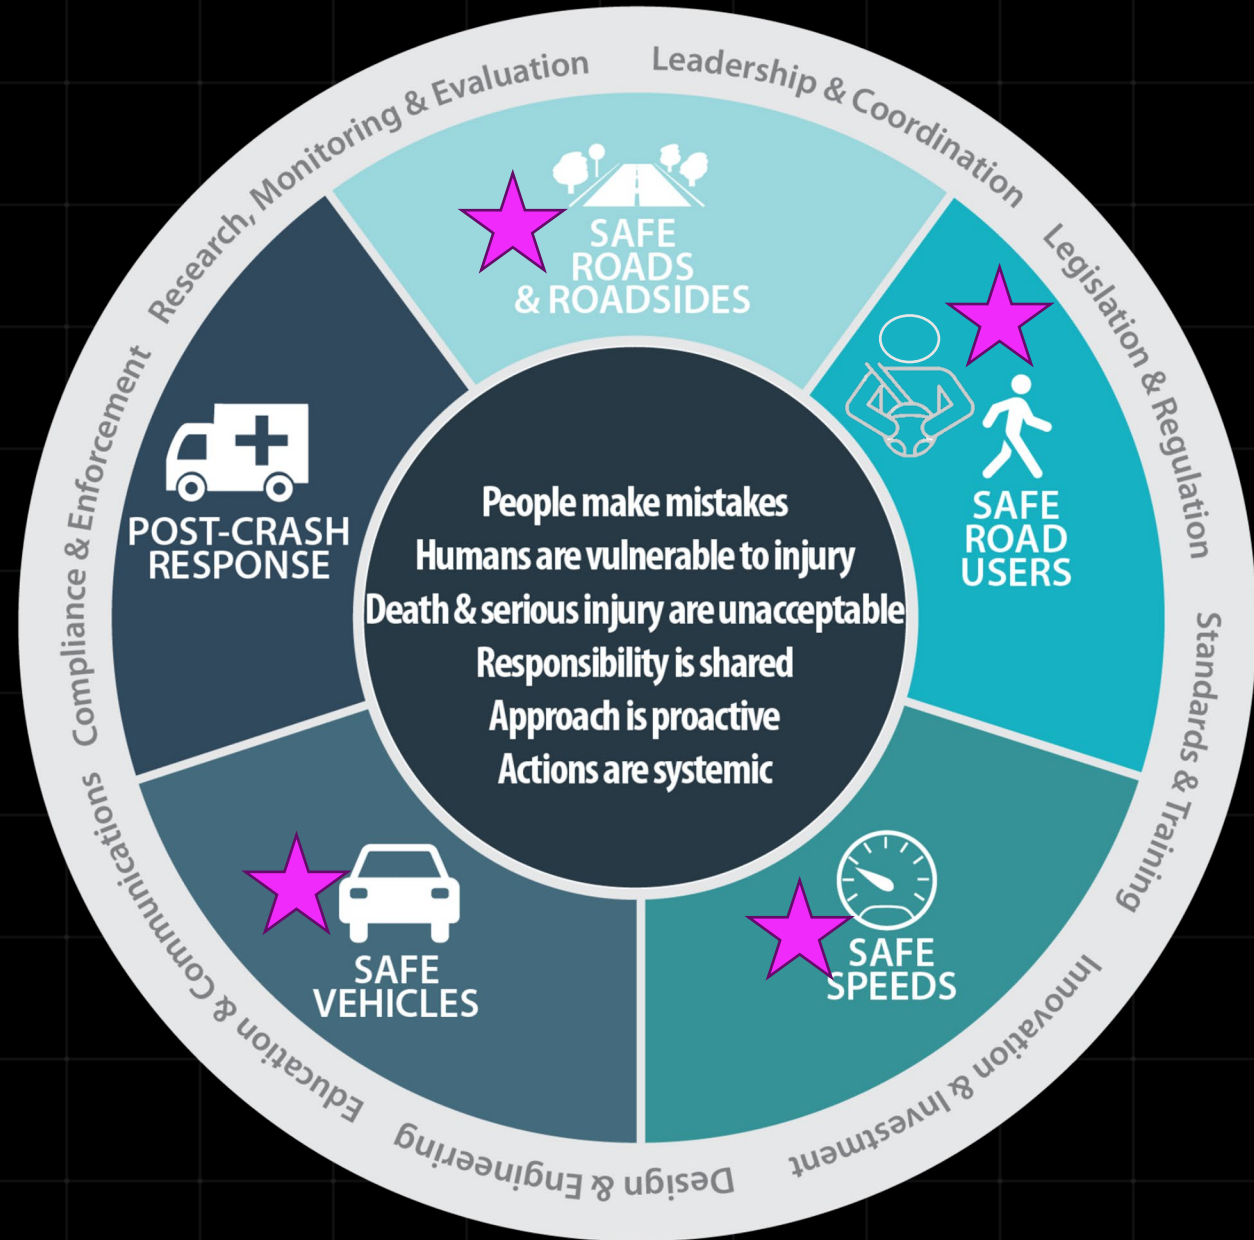 Research, Monitoring & Evaluation
Leadership & Coordination
Legislation & Regulation
Standards & Training
Innovation & Investment
Design & Engineering
Communications & Education
Compliance & Enforcement
SAFE
ROADS
& ROADSIDES
SAFE
ROAD
USERS
SAFE
SPEEDS
SAFE
VEHICLES
POST-CRASH
RESPONSE
People make mistakes
Humans are vulnerable to injury
Death & serious injury are unacceptable
Responsibility is shared
Approach is proactive
Actions are systemic